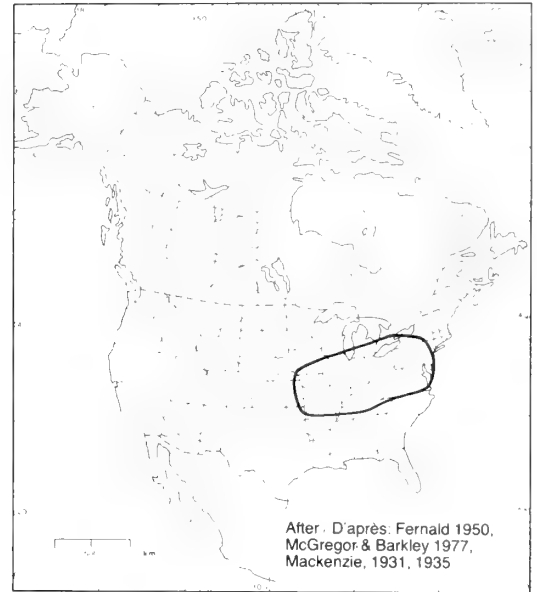 After · D'après: Fernald 1950,
McGregor & Barkley 1977,
Mackenzie, 1931, 1935